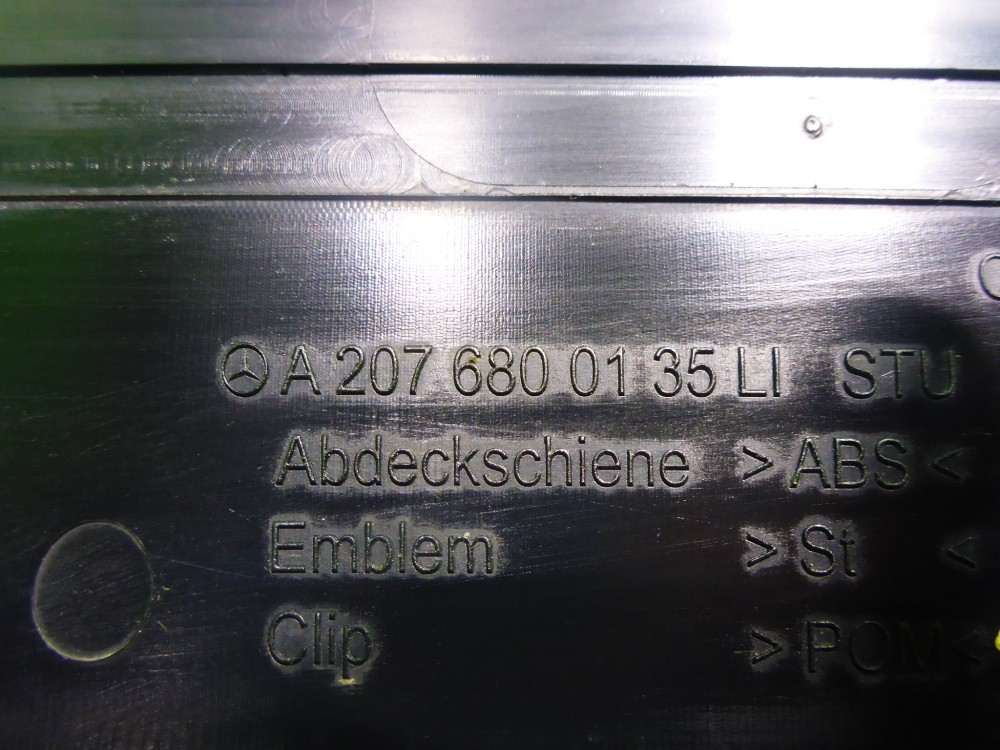 A 207 680 01 35 LI STU
Abdeckschiene >ABS<
Emblem >St <
Clip >POM<